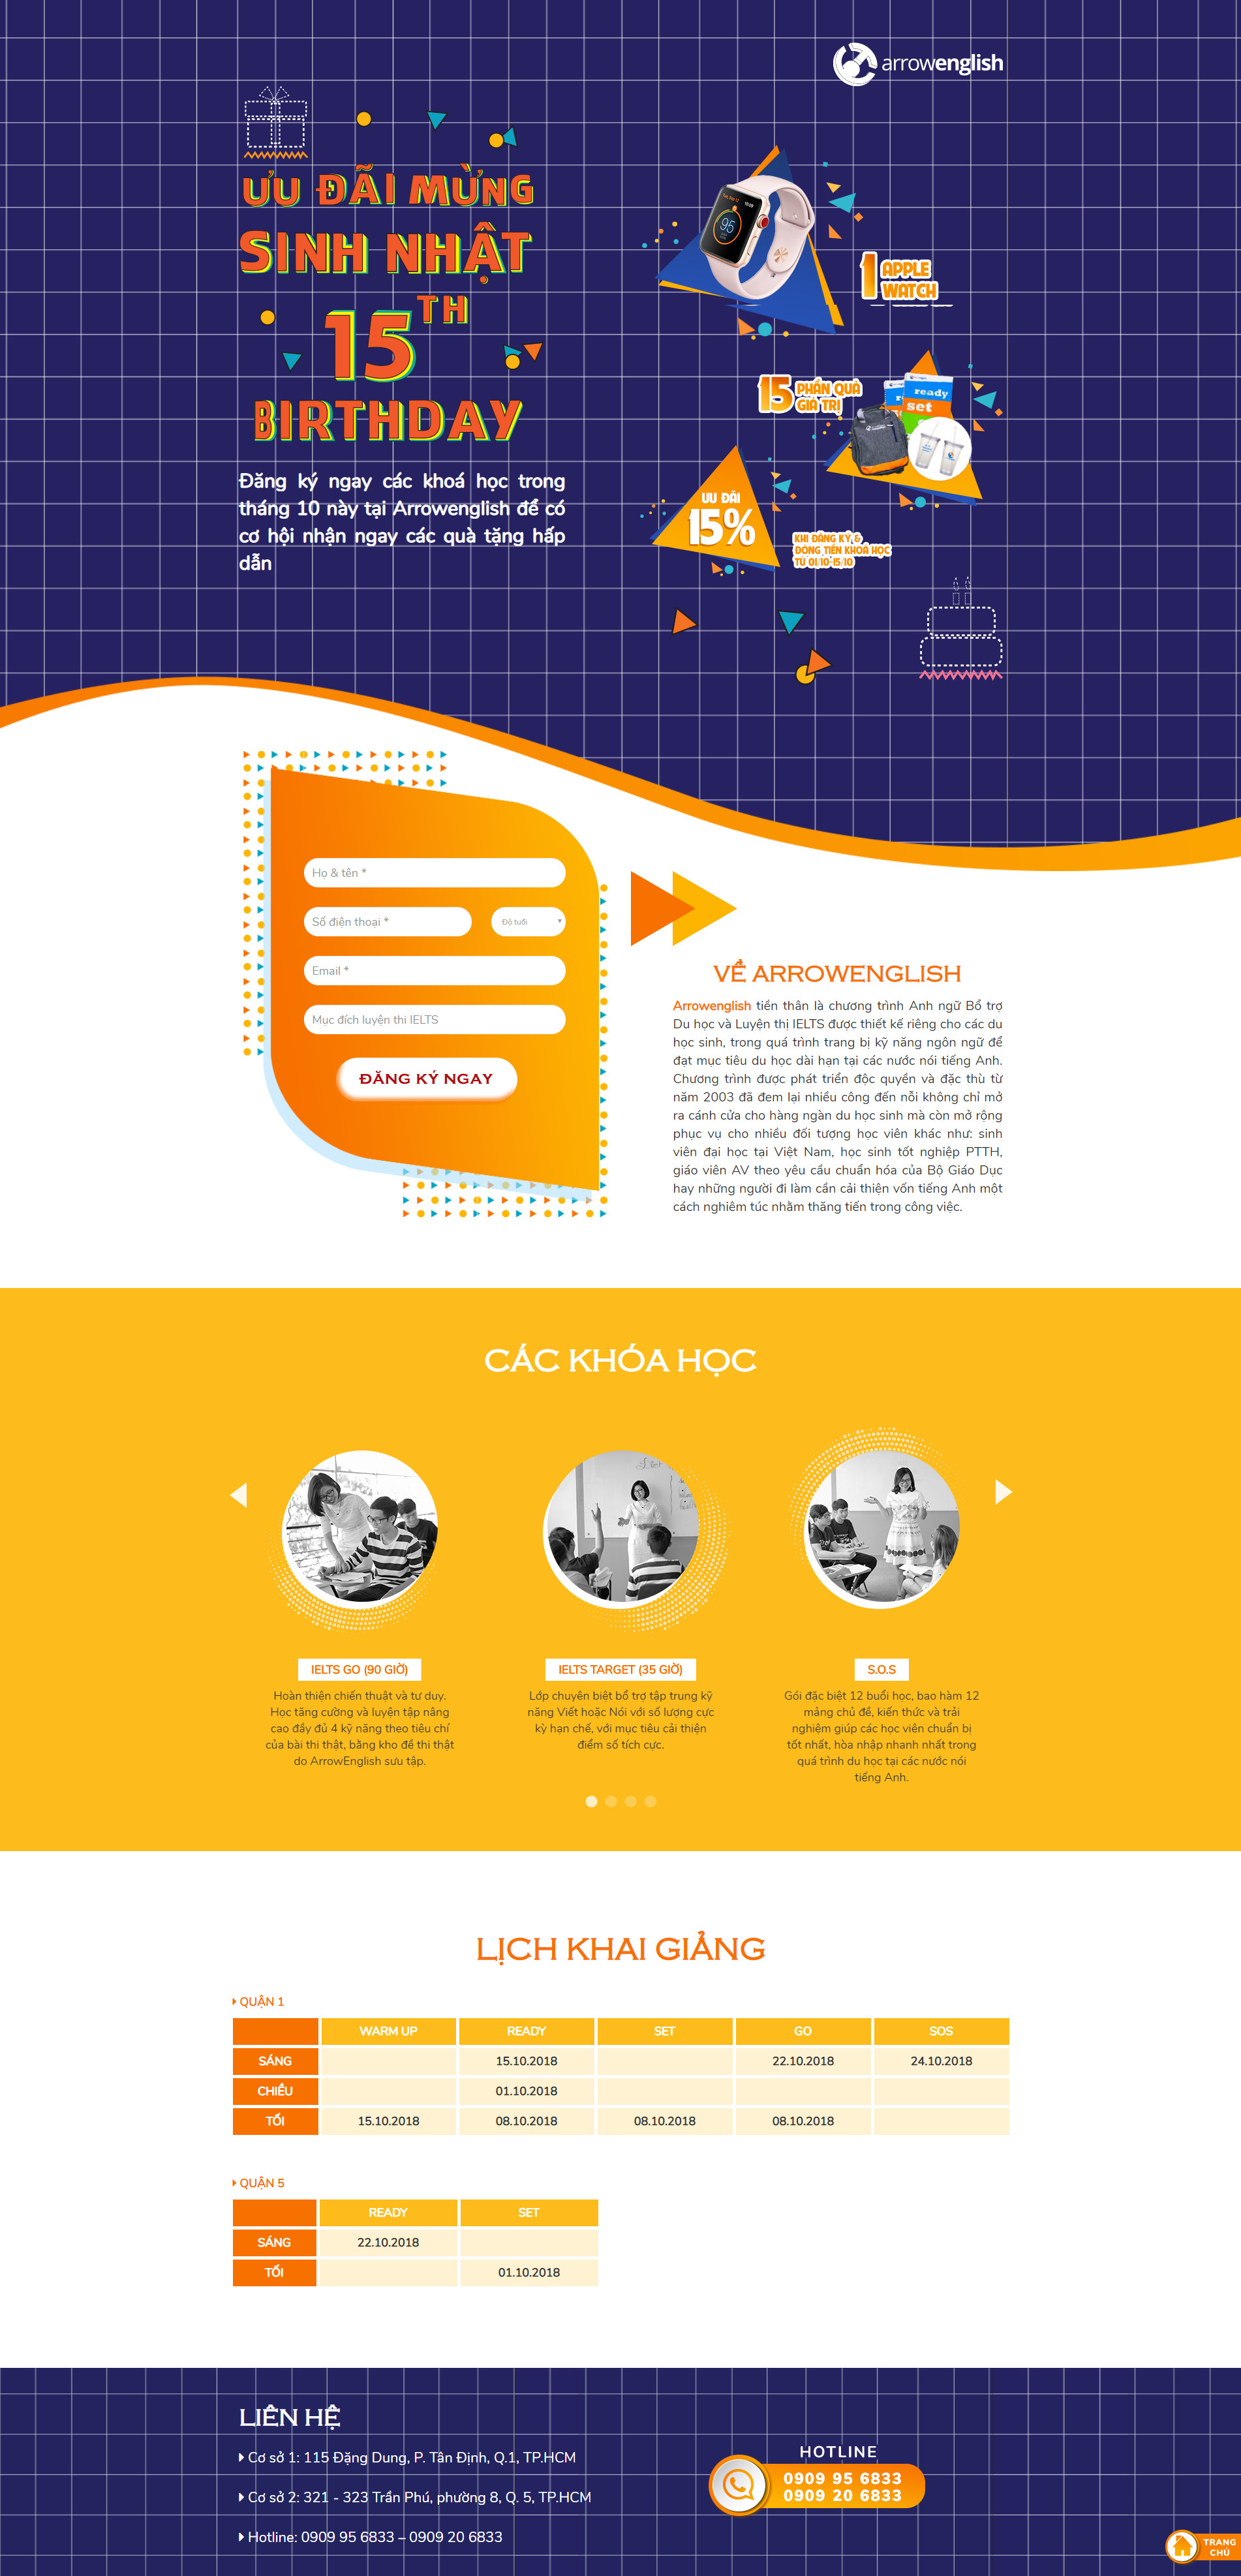 arrowenglish
ƯU ĐÃI MỪNG
SINH NHẬT
15TH
BIRTHDAY
Đăng ký ngay các khoá học trong
tháng 10 này tại Arrowenglish để có
cơ hội nhận ngay các quà tặng hấp
dẫn
1 APPLE
WATCH
15 PHẦN QUÀ
GIÁ TRỊ
ready
set
ƯU ĐÃI
15%
KHI ĐĂNG KÝ &
ĐÓNG TIỀN KHOÁ HỌC
TỪ 01/10-15/10
Họ & tên *
Số điện thoại *
Độ tuổi
Email *
Mục đích luyện thi IELTS
ĐĂNG KÝ NGAY
VỀ ARROWENGLISH
Arrowenglish tiền thân là chương trình Anh ngữ Bổ trợ
Du học và Luyện thị IELTS được thiết kế riêng cho các du
học sinh, trong quá trình trang bị kỹ năng ngôn ngữ để
đạt mục tiêu du học dài hạn tại các nước nói tiếng Anh.
Chương trình được phát triển độc quyền và đặc thù từ
năm 2003 đã đem lại nhiều công đến nỗi không chỉ mở
ra cánh cửa cho hàng ngàn du học sinh mà còn mở rộng
phục vụ cho nhiều đối tượng học viên khác như: sinh
viên đại học tại Việt Nam, học sinh tốt nghiệp PTTH,
giáo viên AV theo yêu cầu chuẩn hóa của Bộ Giáo Dục
hay những người đi làm cần cải thiện vốn tiếng Anh một
cách nghiêm túc nhằm thăng tiến trong công việc.
CÁC KHÓA HỌC
IELTS GO (90 GIỜ)
Hoàn thiện chiến thuật và tư duy.
Học tăng cường và luyện tập nâng
cao đầy đủ 4 kỹ năng theo tiêu chí
của bài thi thật, bằng kho đề thi thật
do ArrowEnglish sưu tập.
IELTS TARGET (35 GIỜ)
Lớp chuyên biệt bổ trợ tập trung kỹ
năng Viết hoặc Nói với số lượng cực
kỳ hạn chế, với mục tiêu cải thiện
điểm số tích cực.
S.O.S
Gói đặc biệt 12 buổi học, bao hàm 12
mảng chủ đề, kiến thức và trải
nghiệm giúp các học viên chuẩn bị
tốt nhất, hòa nhập nhanh nhất trong
quá trình du học tại các nước nói
tiếng Anh.
LỊCH KHAI GIẢNG
QUẬN 1
WARM UP READY SET GO SOS
SÁNG 15.10.2018 22.10.2018 24.10.2018
CHIỀU 01.10.2018
TỐI 15.10.2018 08.10.2018 08.10.2018 08.10.2018
QUẬN 5
READY SET
SÁNG 22.10.2018
TỐI 01.10.2018
LIÊN HỆ
Cơ sở 1: 115 Đặng Dung, P. Tân Định, Q.1, TP.HCM
Cơ sở 2: 321 - 323 Trần Phú, phường 8, Q. 5, TP.HCM
Hotline: 0909 95 6833 – 0909 20 6833
HOTLINE
0909 95 6833
0909 20 6833
TRANG
CHỦ